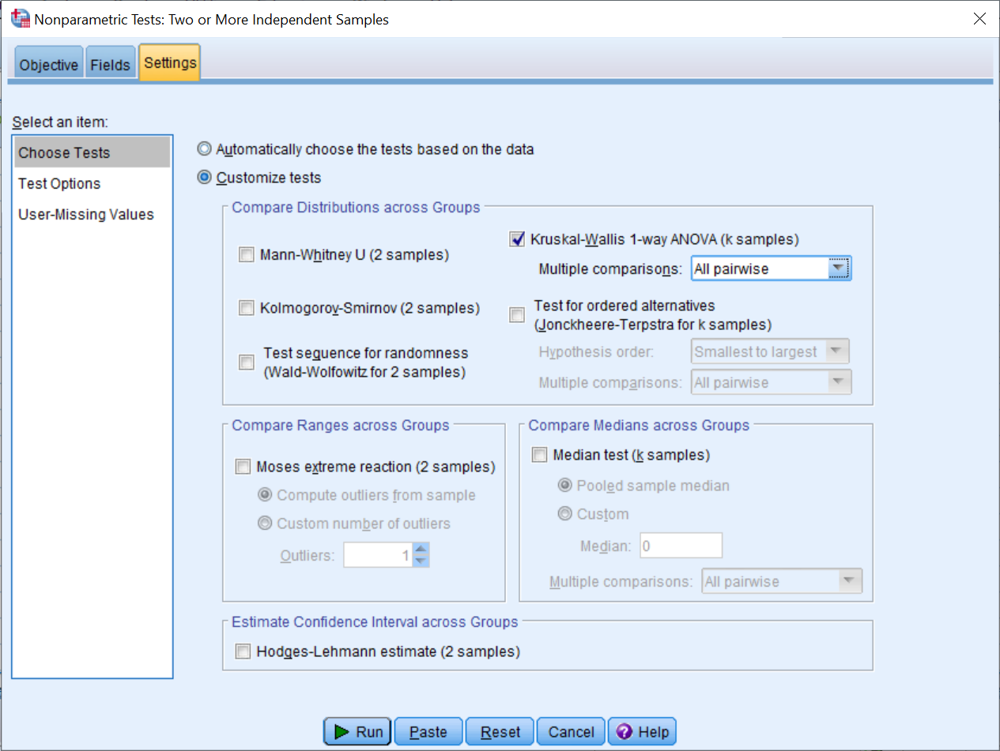 Nonparametric Tests: Two or More Independent Samples
Objective Fields Settings
Select an item:
Choose Tests
Test Options
User-Missing Values
Automatically choose the tests based on the data
Customize tests
Compare Distributions across Groups
Mann-Whitney U (2 samples)
Kolmogorov-Smirnov (2 samples)
Test sequence for randomness
(Wald-Wolfowitz for 2 samples)
Kruskal-Wallis 1-way ANOVA (k samples)
Multiple comparisons: All pairwise
Test for ordered alternatives
(Jonckheere-Terpstra for k samples)
Hypothesis order: Smallest to largest
Multiple comparisons: All pairwise
Compare Ranges across Groups
Moses extreme reaction (2 samples)
Compute outliers from sample
Custom number of outliers
Outliers: 1
Compare Medians across Groups
Median test (k samples)
Pooled sample median
Custom
Median: 0
Multiple comparisons: All pairwise
Estimate Confidence Interval across Groups
Hodges-Lehmann estimate (2 samples)
Run Paste Reset Cancel Help